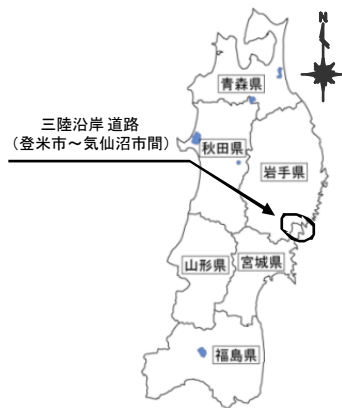 N
青森県
三陸沿岸 道路
（登米市～気仙沼市間）
秋田県
岩手県
山形県
宮城県
福島県